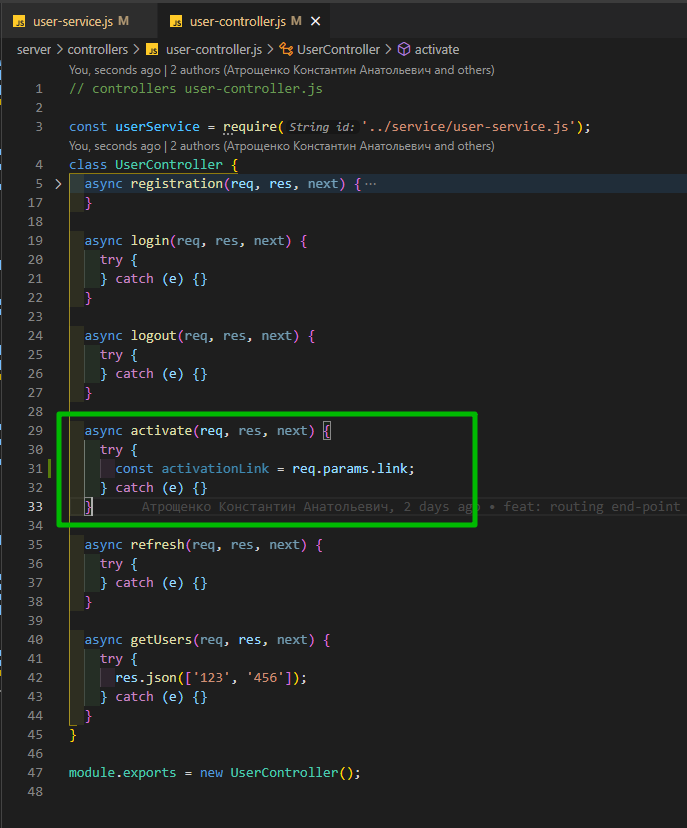 JS user-service.js M JS user-controller.js M ×
server > controllers > JS user-controller.js > UserController > activate
You, seconds ago | 2 authors (Атрощенко Константин Анатольевич and others)
1 // controllers user-controller.js
2
3 const userService = require( String id: '../service/user-service.js');
You, seconds ago | 2 authors (Атрощенко Константин Анатольевич and others)
4 class UserController {
5 > async registration(req, res, next) { ⋯
17 }
18
19 async login(req, res, next) {
20 try {
21 } catch (e) {}
22 }
23
24 async logout(req, res, next) {
25 try {
26 } catch (e) {}
27 }
28
29 async activate(req, res, next) {
30 try {
31 const activationLink = req.params.link;
32 } catch (e) {}
33 } Атрощенко Константин Анатольевич, 2 days ago • feat: routing end-point
34
35 async refresh(req, res, next) {
36 try {
37 } catch (e) {}
38 }
39
40 async getUsers(req, res, next) {
41 try {
42 res.json(['123', '456']);
43 } catch (e) {}
44 }
45 }
46
47 module.exports = new UserController();
48